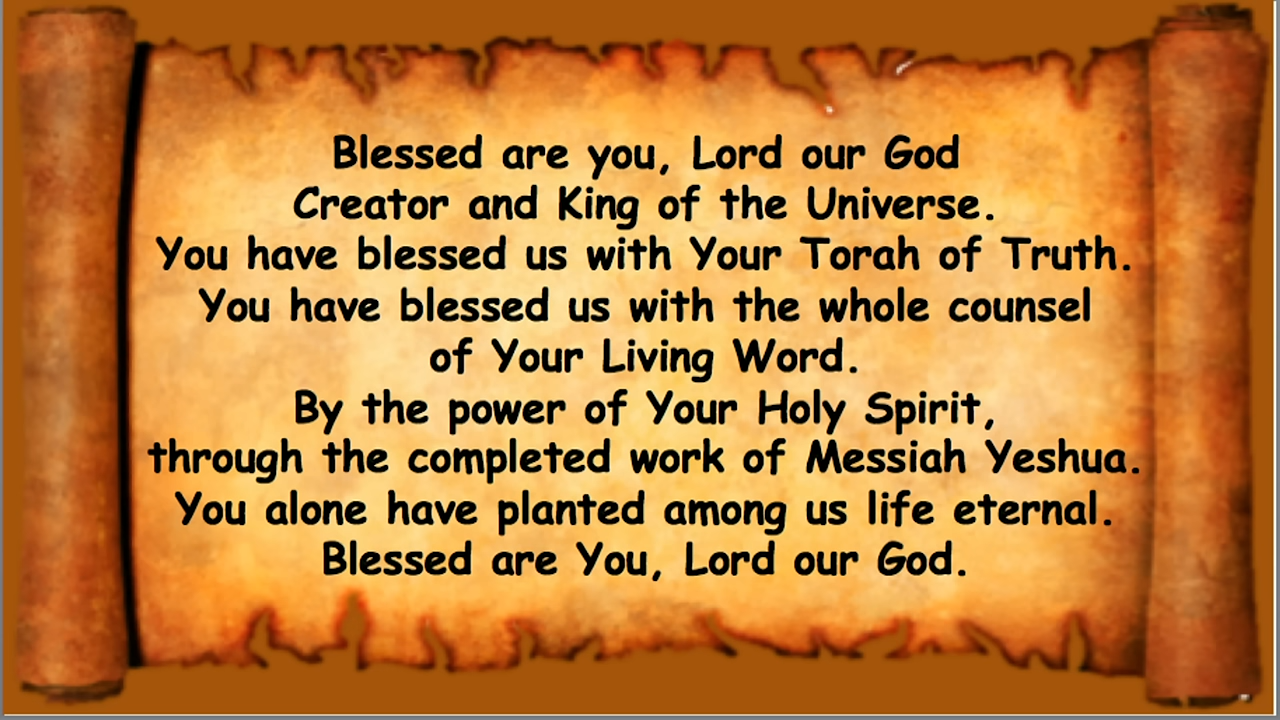 Blessed are you, Lord our God
Creator and King of the Universe.
You have blessed us with Your Torah of Truth.
You have blessed us with the whole counsel
of Your Living Word.
By the power of Your Holy Spirit,
through the completed work of Messiah Yeshua.
You alone have planted among us life eternal.
Blessed are You, Lord our God.